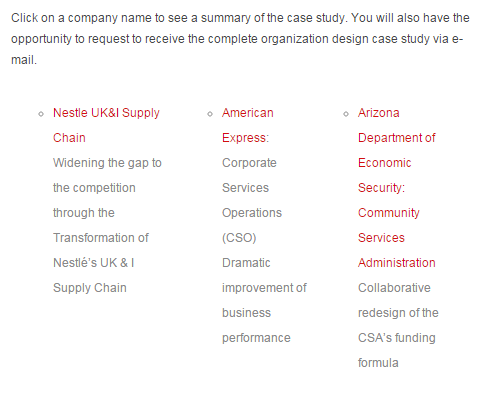 Click on a company name to see a summary of the case study. You will also have the
opportunity to request to receive the complete organization design case study via e-
mail.
Nestle UK&I Supply
Chain
Widening the gap to
the competition
through the
Transformation of
Nestlé's UK & I
Supply Chain
American
Express:
Corporate
Services
Operations
(CSO)
Dramatic
improvement of
business
performance
Arizona
Department of
Economic
Security:
Community
Services
Administration
Collaborative
redesign of the
CSA's funding
formula